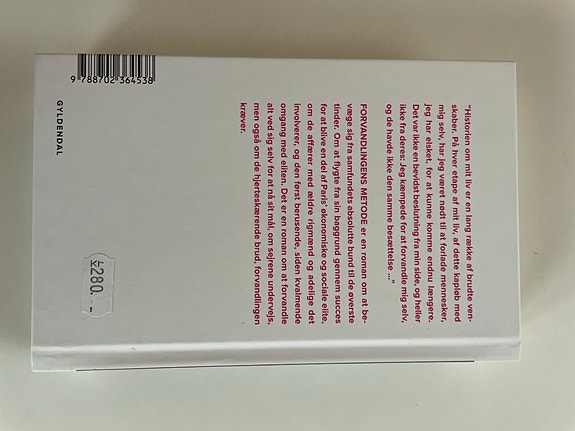 "Historien om mit liv er en lang række af brudte ven-
skaber. På hver etape af mit liv, af dette kapløb med
mig selv, har jeg været nødt til at forlade mennesker,
jeg har elsket, for at kunne komme endnu længere.
Det var ikke en bevidst beslutning fra min side, og heller
ikke fra deres: Jeg kæmpede for at forvandle mig selv,
og de havde ikke den samme besættelse ..."
FORVANDLINGENS METODE er en roman om at be-
væge sig fra samfundets absolutte bund til de øverste
tinder. Om at flygte fra sin baggrund gennem succes
for at blive en del af Paris' økonomiske og sociale elite,
om de affærer med ældre rigmænd og adelige det
involverer, og den først berusende, siden kvalmende
omgang med eliten. Det er en roman om at forvandle
alt ved sig selv for at nå sit mål, om sejrene undervejs,
men også om de hjerteskærende brud, forvandlingen
kræver.
9 788702 364538
GYLDENDAL
kr280.-